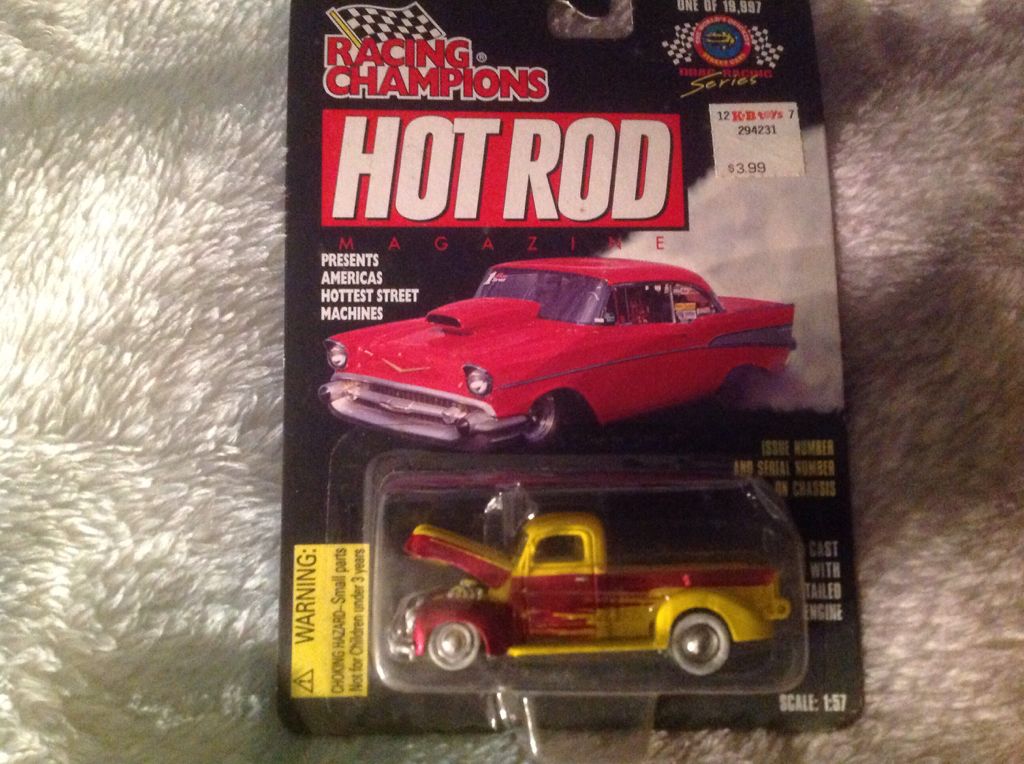 ONE OF 19,997
RACING
CHAMPIONS®
DRAG RACING
Series
12 K·B toys 7
294231
$3.99
HOT ROD
MAGAZINE
PRESENTS
AMERICAS
HOTTEST STREET
MACHINES
ISSUE NUMBER
AND SERIAL NUMBER
ON CHASSIS
CAST
WITH
TAILED
ENGINE
WARNING:
CHOKING HAZARD–Small parts
Not for Children under 3 years
SCALE: 1:57